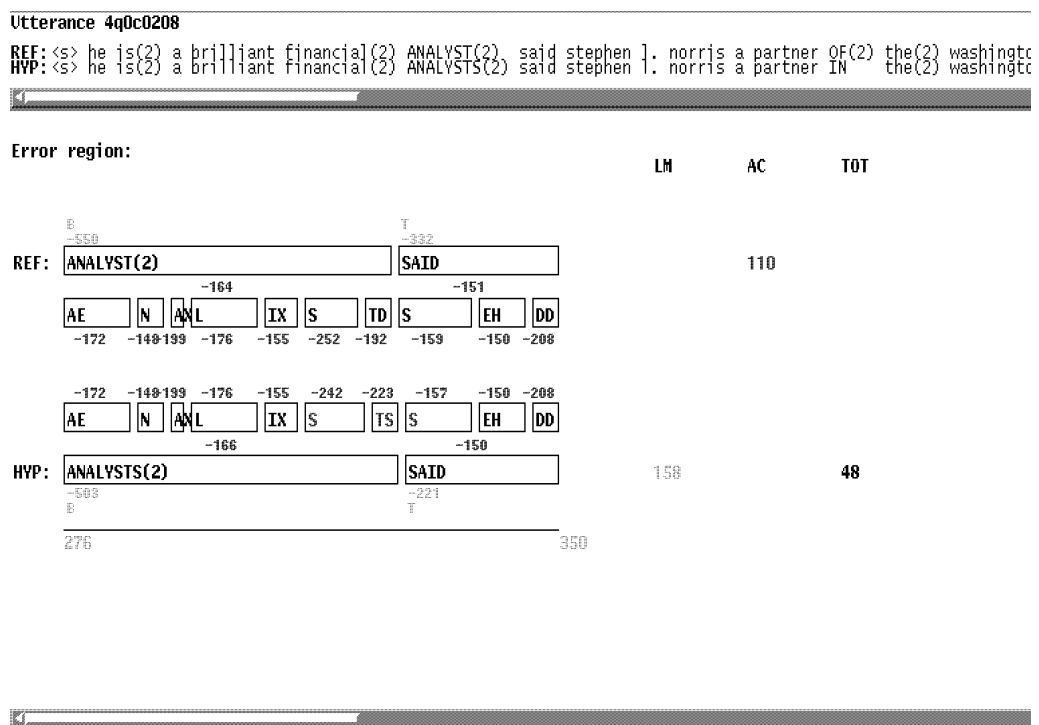 Utterance 4q0c0208
REF: <s> he is(2) a brilliant financial(2) ANALYST(2) said stephen l. norris a partner OF(2) the(2) washingto
HYP: <s> he is(2) a brilliant financial(2) ANALYSTS(2) said stephen l. norris a partner IN the(2) washingto
Error region:
LM AC TOT
B T
-550 -332
REF: ANALYST(2) SAID 110
-164 -151
AE N AX L IX S TD S EH DD
-172 -148 -199 -176 -155 -252 -192 -159 -150 -208
-172 -148 -199 -176 -155 -242 -223 -157 -150 -208
AE N AX L IX S TS S EH DD
-166 -150
HYP: ANALYSTS(2) SAID 158 48
-503 -221
B T
276 350